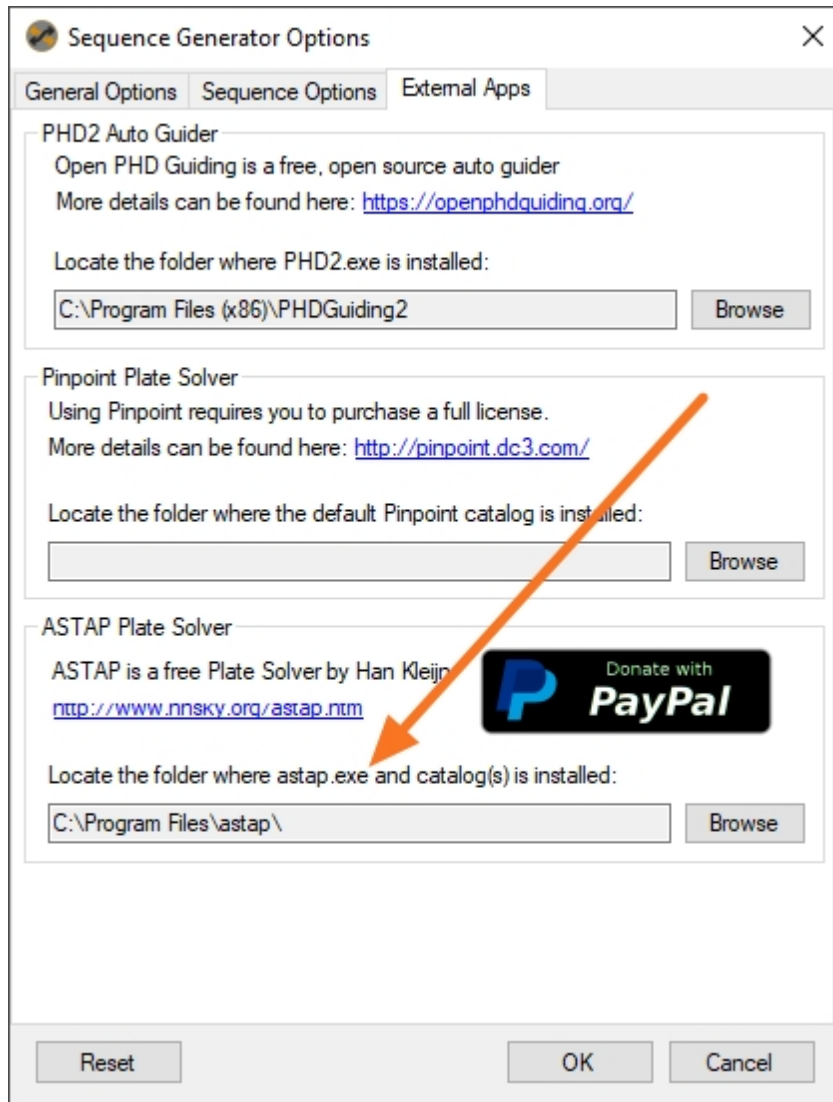 Sequence Generator Options
General Options Sequence Options External Apps
PHD2 Auto Guider
Open PHD Guiding is a free, open source auto guider
More details can be found here: https://openphdguiding.org/
Locate the folder where PHD2.exe is installed:
C:\Program Files (x86)\PHDGuiding2 Browse
Pinpoint Plate Solver
Using Pinpoint requires you to purchase a full license.
More details can be found here: http://pinpoint.dc3.com/
Locate the folder where the default Pinpoint catalog is installed:
Browse
ASTAP Plate Solver
ASTAP is a free Plate Solver by Han Kleijn
http://www.hnsky.org/astap.htm
Donate with
PayPal
Locate the folder where astap.exe and catalog(s) is installed:
C:\Program Files\astap\ Browse
Reset OK Cancel